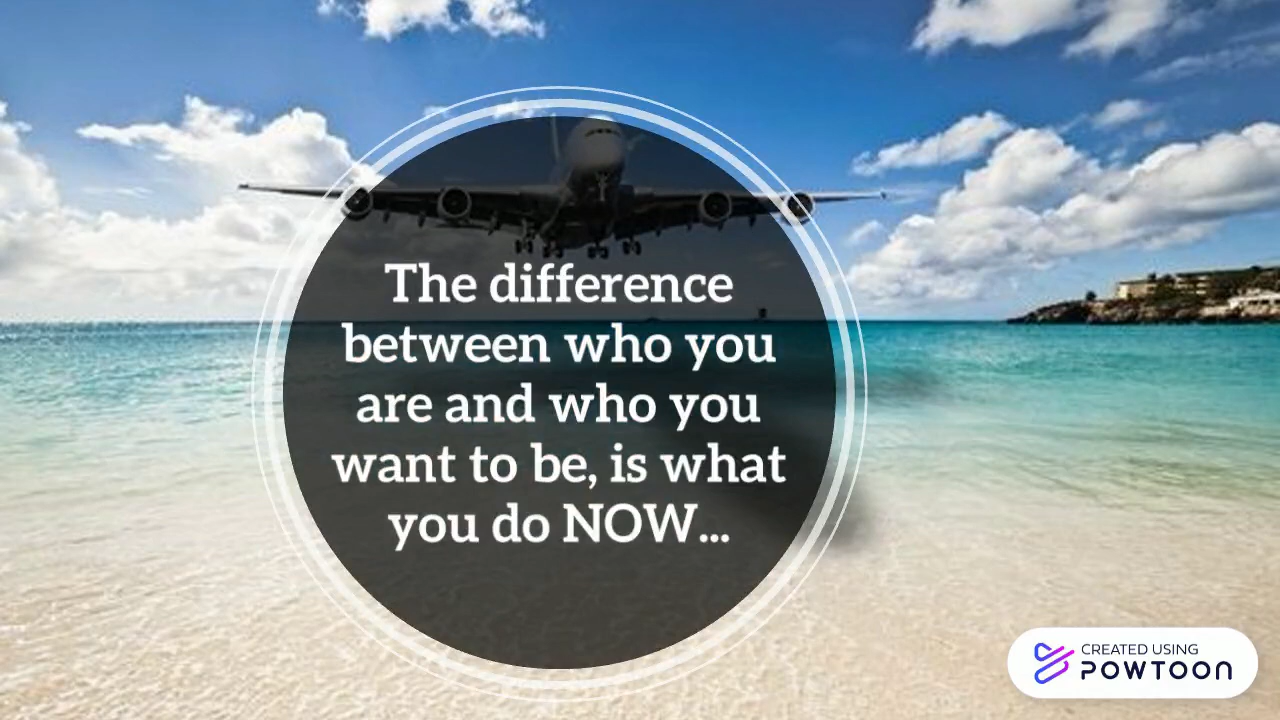 The difference
between who you
are and who you
want to be, is what
you do NOW...
CREATED USING
POWTOON